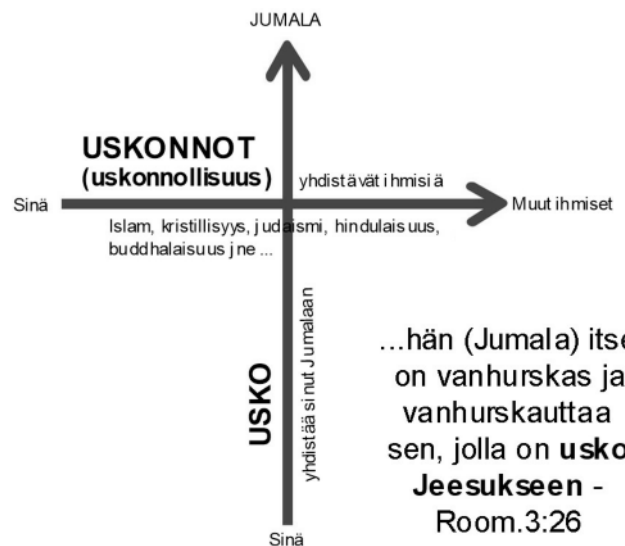 JUMALA
USKONNOT
(uskonnollisuus)
yhdistävät ihmisiä
Sinä
Muut ihmiset
Islam, kristillisyys, judaismi, hindulaisuus,
buddhalaisuus jne ...
USKO
yhdistää sinut Jumalaan
Sinä
...hän (Jumala) itse
on vanhurskas ja
vanhurskauttaa
sen, jolla on usko
Jeesukseen -
Room.3:26